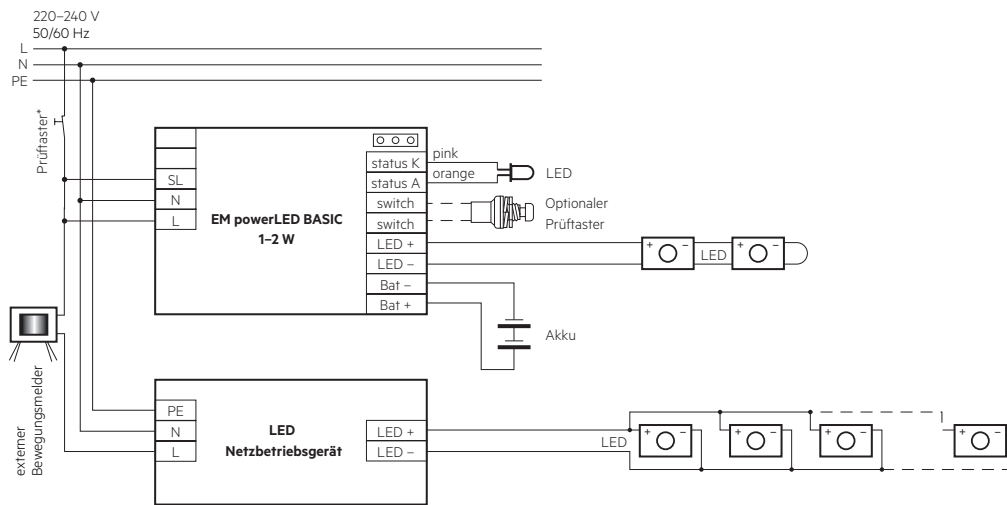 220–240 V
50/60 Hz
L
N
PE
Prüftaster*
SL
N
L
EM powerLED BASIC
1–2 W
status K
status A
switch
switch
LED +
LED –
Bat –
Bat +
pink
orange
LED
Optionaler
Prüftaster
+ –
LED
+ –
Akku
externer
Bewegungsmelder
PE
N
L
LED
Netzbetriebsgerät
LED +
LED –
LED
+ –
+ –
+ –
+ –